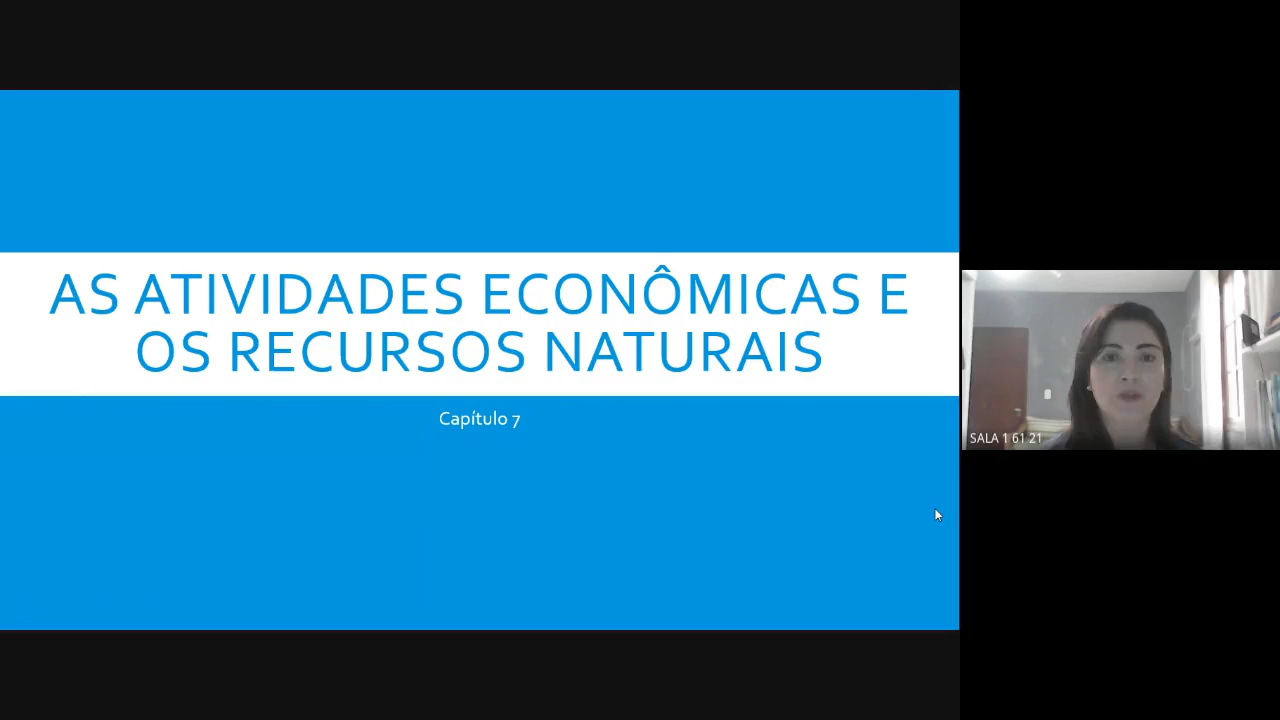 AS ATIVIDADES ECONÔMICAS E
OS RECURSOS NATURAIS
Capítulo 7
SALA 1 61 21